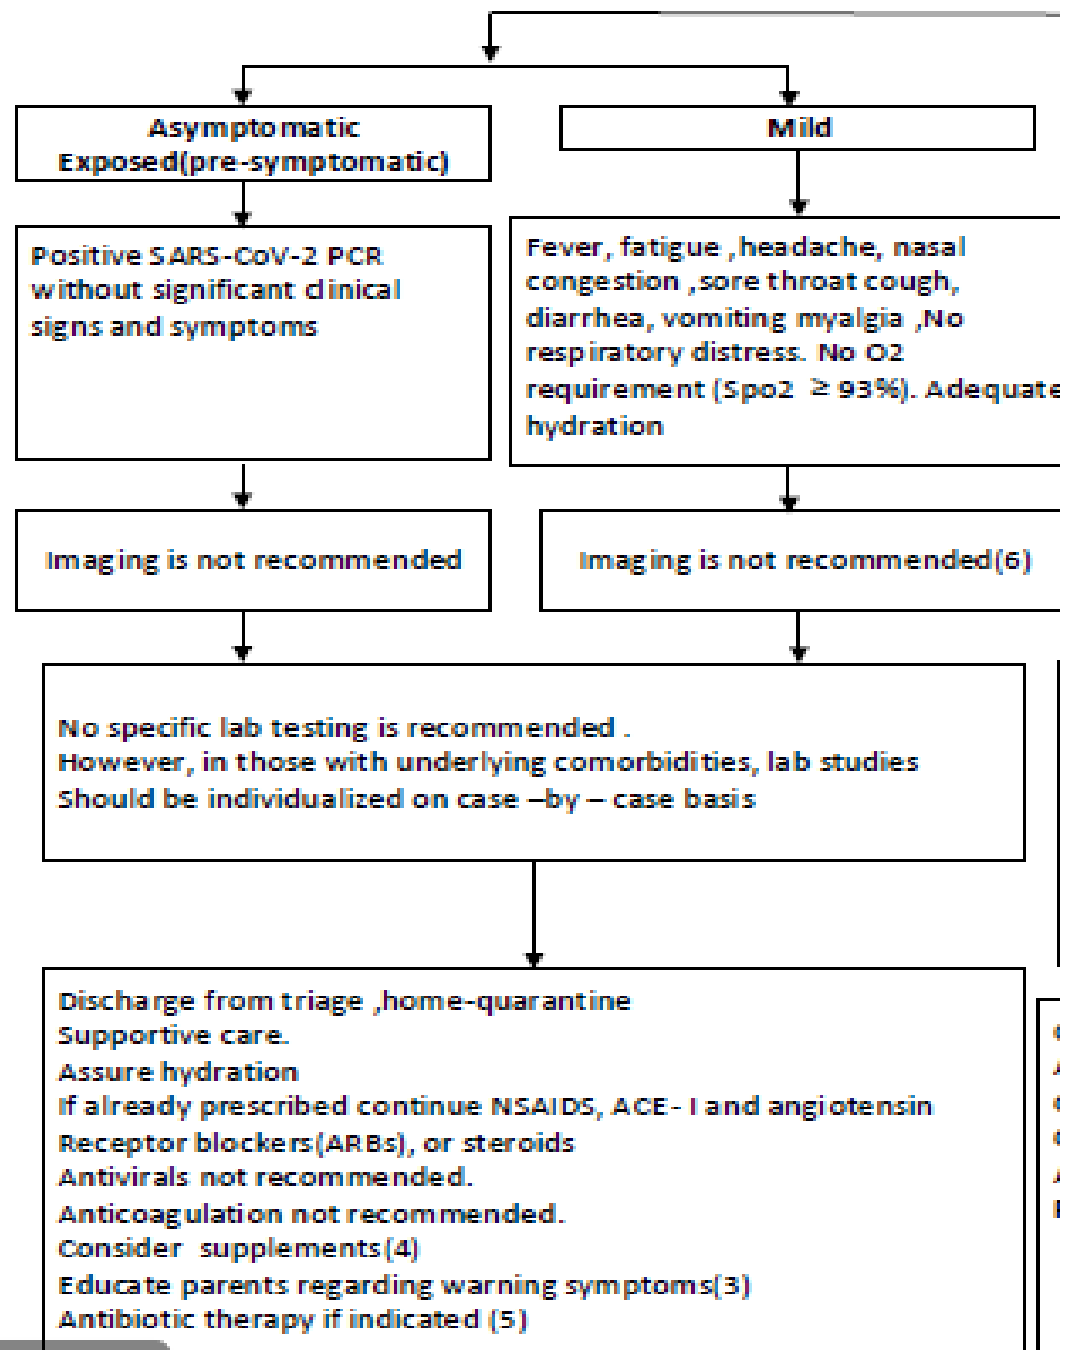 Asymptomatic
Exposed(pre-symptomatic)
Mild
Positive SARS-CoV-2 PCR
without significant clinical
signs and symptoms
Fever, fatigue ,headache, nasal
congestion ,sore throat cough,
diarrhea, vomiting myalgia ,No
respiratory distress. No O2
requirement (Spo2 ≥ 93%). Adequate
hydration
Imaging is not recommended
Imaging is not recommended(6)
No specific lab testing is recommended .
However, in those with underlying comorbidities, lab studies
Should be individualized on case –by – case basis
Discharge from triage ,home-quarantine
Supportive care.
Assure hydration
If already prescribed continue NSAIDS, ACE- I and angiotensin
Receptor blockers(ARBs), or steroids
Antivirals not recommended.
Anticoagulation not recommended.
Consider supplements(4)
Educate parents regarding warning symptoms(3)
Antibiotic therapy if indicated (5)